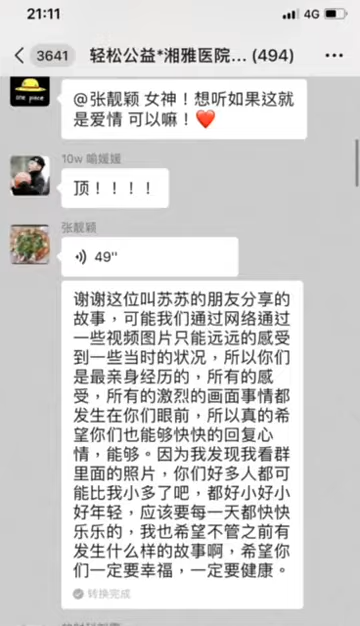 21:11
4G
3641
轻松公益*湘雅医院... (494)
one piece
@张靓颖 女神！想听如果这就
是爱情 可以嘛！❤️
10w 喻媛媛
顶！！！！
张靓颖
49"
谢谢这位叫苏苏的朋友分享的
故事，可能我们通过网络通过
一些视频图片只能远远的感受
到一些当时的状况，所以你们
是最亲身经历的，所有的感
受，所有的激烈的画面事情都
发生在你们眼前，所以真的希
望你们也能够快快的回复心
情，能够。因为我发现我看群
里面的照片，你们好多人都可
能比我小多了吧，都好小好小
好年轻，应该要每一天都快快
乐乐的，我也希望不管之前有
发生什么样的故事啊，希望你
们一定要幸福，一定要健康。
转换完成